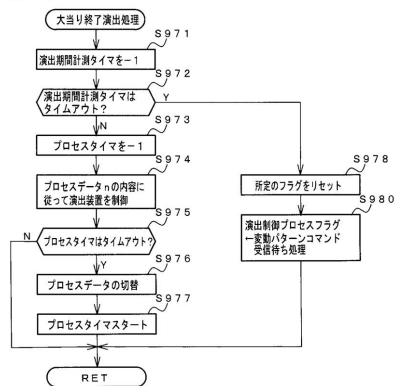 大当り終了演出処理
S971
演出期間計測タイマを－1
S972
演出期間計測タイマは
タイムアウト？
Y
N
S973
プロセスタイマを－1
S974
プロセスデータnの内容に
従って演出装置を制御
S975
プロセスタイマはタイムアウト？
N
Y
S976
プロセスデータの切替
S977
プロセスタイマスタート
S978
所定のフラグをリセット
S980
演出制御プロセスフラグ
←変動パターンコマンド
受信待ち処理
RET